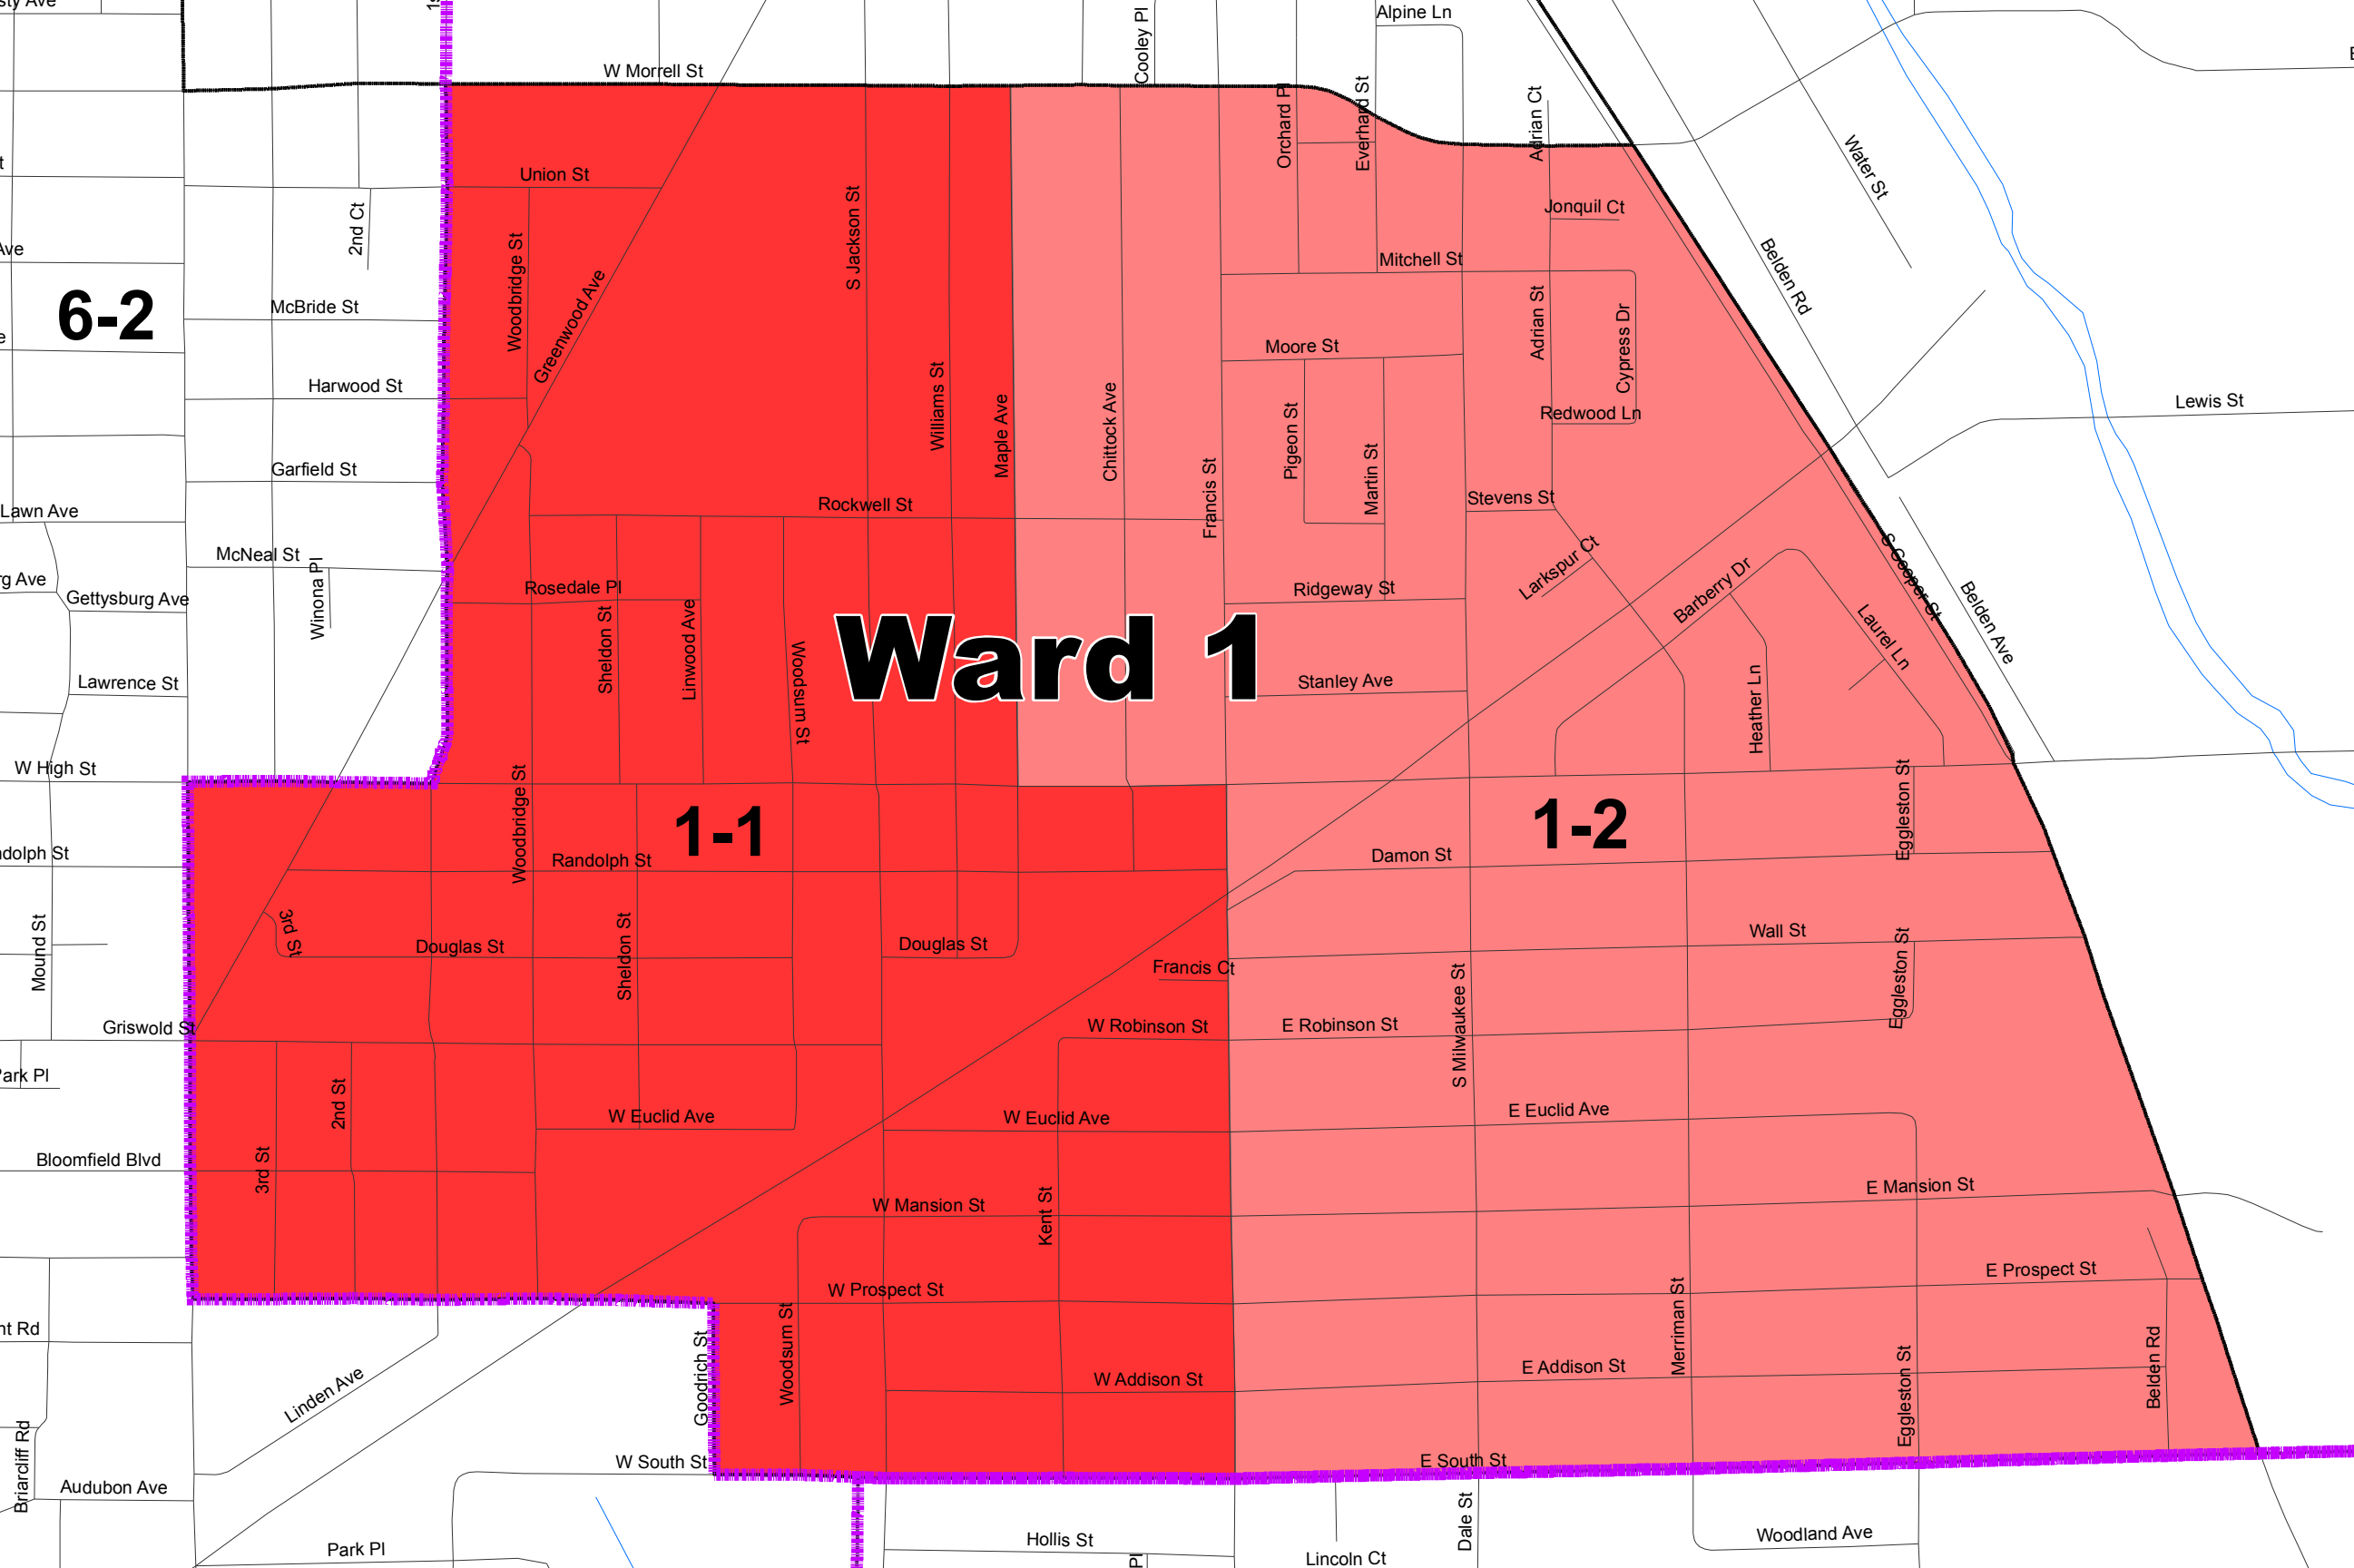 sty Ave
Alpine Ln
Cooley Pl
W Morrell St
Orchard Pl
Everhard St
Adrian Ct
Water St
Union St
2nd Ct
Woodbridge St
S Jackson St
Jonquil Ct
Ave
Mitchell St
Belden Rd
6-2
McBride St
Greenwood Ave
Adrian St
Cypress Dr
Moore St
Harwood St
Williams St
Maple Ave
Chittock Ave
Pigeon St
Martin St
Redwood Ln
Lewis St
Garfield St
Francis St
Lawn Ave
Rockwell St
Stevens St
McNeal St
Winona Pl
Larkspur Ct
S Cooper St
Belden Ave
rg Ave
Gettysburg Ave
Rosedale Pl
Ridgeway St
Barberry Dr
Laurel Ln
Sheldon St
Linwood Ave
Woodsum St
Ward 1
Lawrence St
Stanley Ave
Heather Ln
W High St
Woodbridge St
1-1
1-2
Eggleston St
ndolph St
Randolph St
Damon St
Mound St
3rd St
Douglas St
Sheldon St
Douglas St
Wall St
Francis Ct
S Milwaukee St
Eggleston St
Griswold St
W Robinson St
E Robinson St
Park Pl
2nd St
W Euclid Ave
W Euclid Ave
E Euclid Ave
Bloomfield Blvd
3rd St
W Mansion St
Kent St
E Mansion St
W Prospect St
E Prospect St
nt Rd
Goodrich St
Woodsum St
Merriman St
Belden Rd
Linden Ave
W Addison St
E Addison St
Eggleston St
Briarcliff Rd
W South St
E South St
Audubon Ave
Dale St
Park Pl
Hollis St
Pl
Lincoln Ct
Woodland Ave